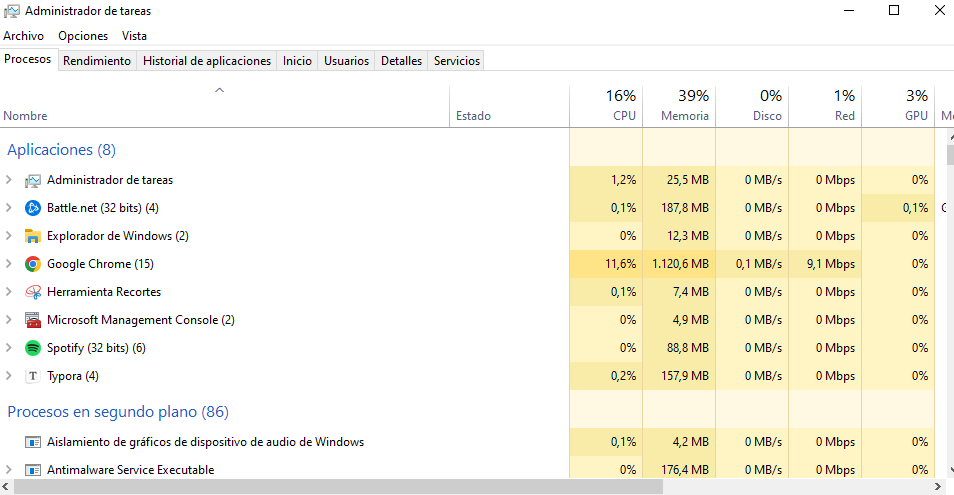 Administrador de tareas
Archivo Opciones Vista
Procesos Rendimiento Historial de aplicaciones Inicio Usuarios Detalles Servicios
16% 39% 0% 1% 3%
Nombre Estado CPU Memoria Disco Red GPU
Aplicaciones (8)
Administrador de tareas 1,2% 25,5 MB 0 MB/s 0 Mbps 0%
Battle.net (32 bits) (4) 0,1% 187,8 MB 0 MB/s 0 Mbps 0,1%
Explorador de Windows (2) 0% 12,3 MB 0 MB/s 0 Mbps 0%
Google Chrome (15) 11,6% 1.120,6 MB 0,1 MB/s 9,1 Mbps 0%
Herramienta Recortes 0,1% 7,4 MB 0 MB/s 0 Mbps 0%
Microsoft Management Console (2) 0% 4,9 MB 0 MB/s 0 Mbps 0%
Spotify (32 bits) (6) 0% 88,8 MB 0 MB/s 0 Mbps 0%
T Typora (4) 0,2% 157,9 MB 0 MB/s 0 Mbps 0%
Procesos en segundo plano (86)
Aislamiento de gráficos de dispositivo de audio de Windows 0,1% 4,2 MB 0 MB/s 0 Mbps 0%
Antimalware Service Executable 0% 176,4 MB 0 MB/s 0 Mbps 0%